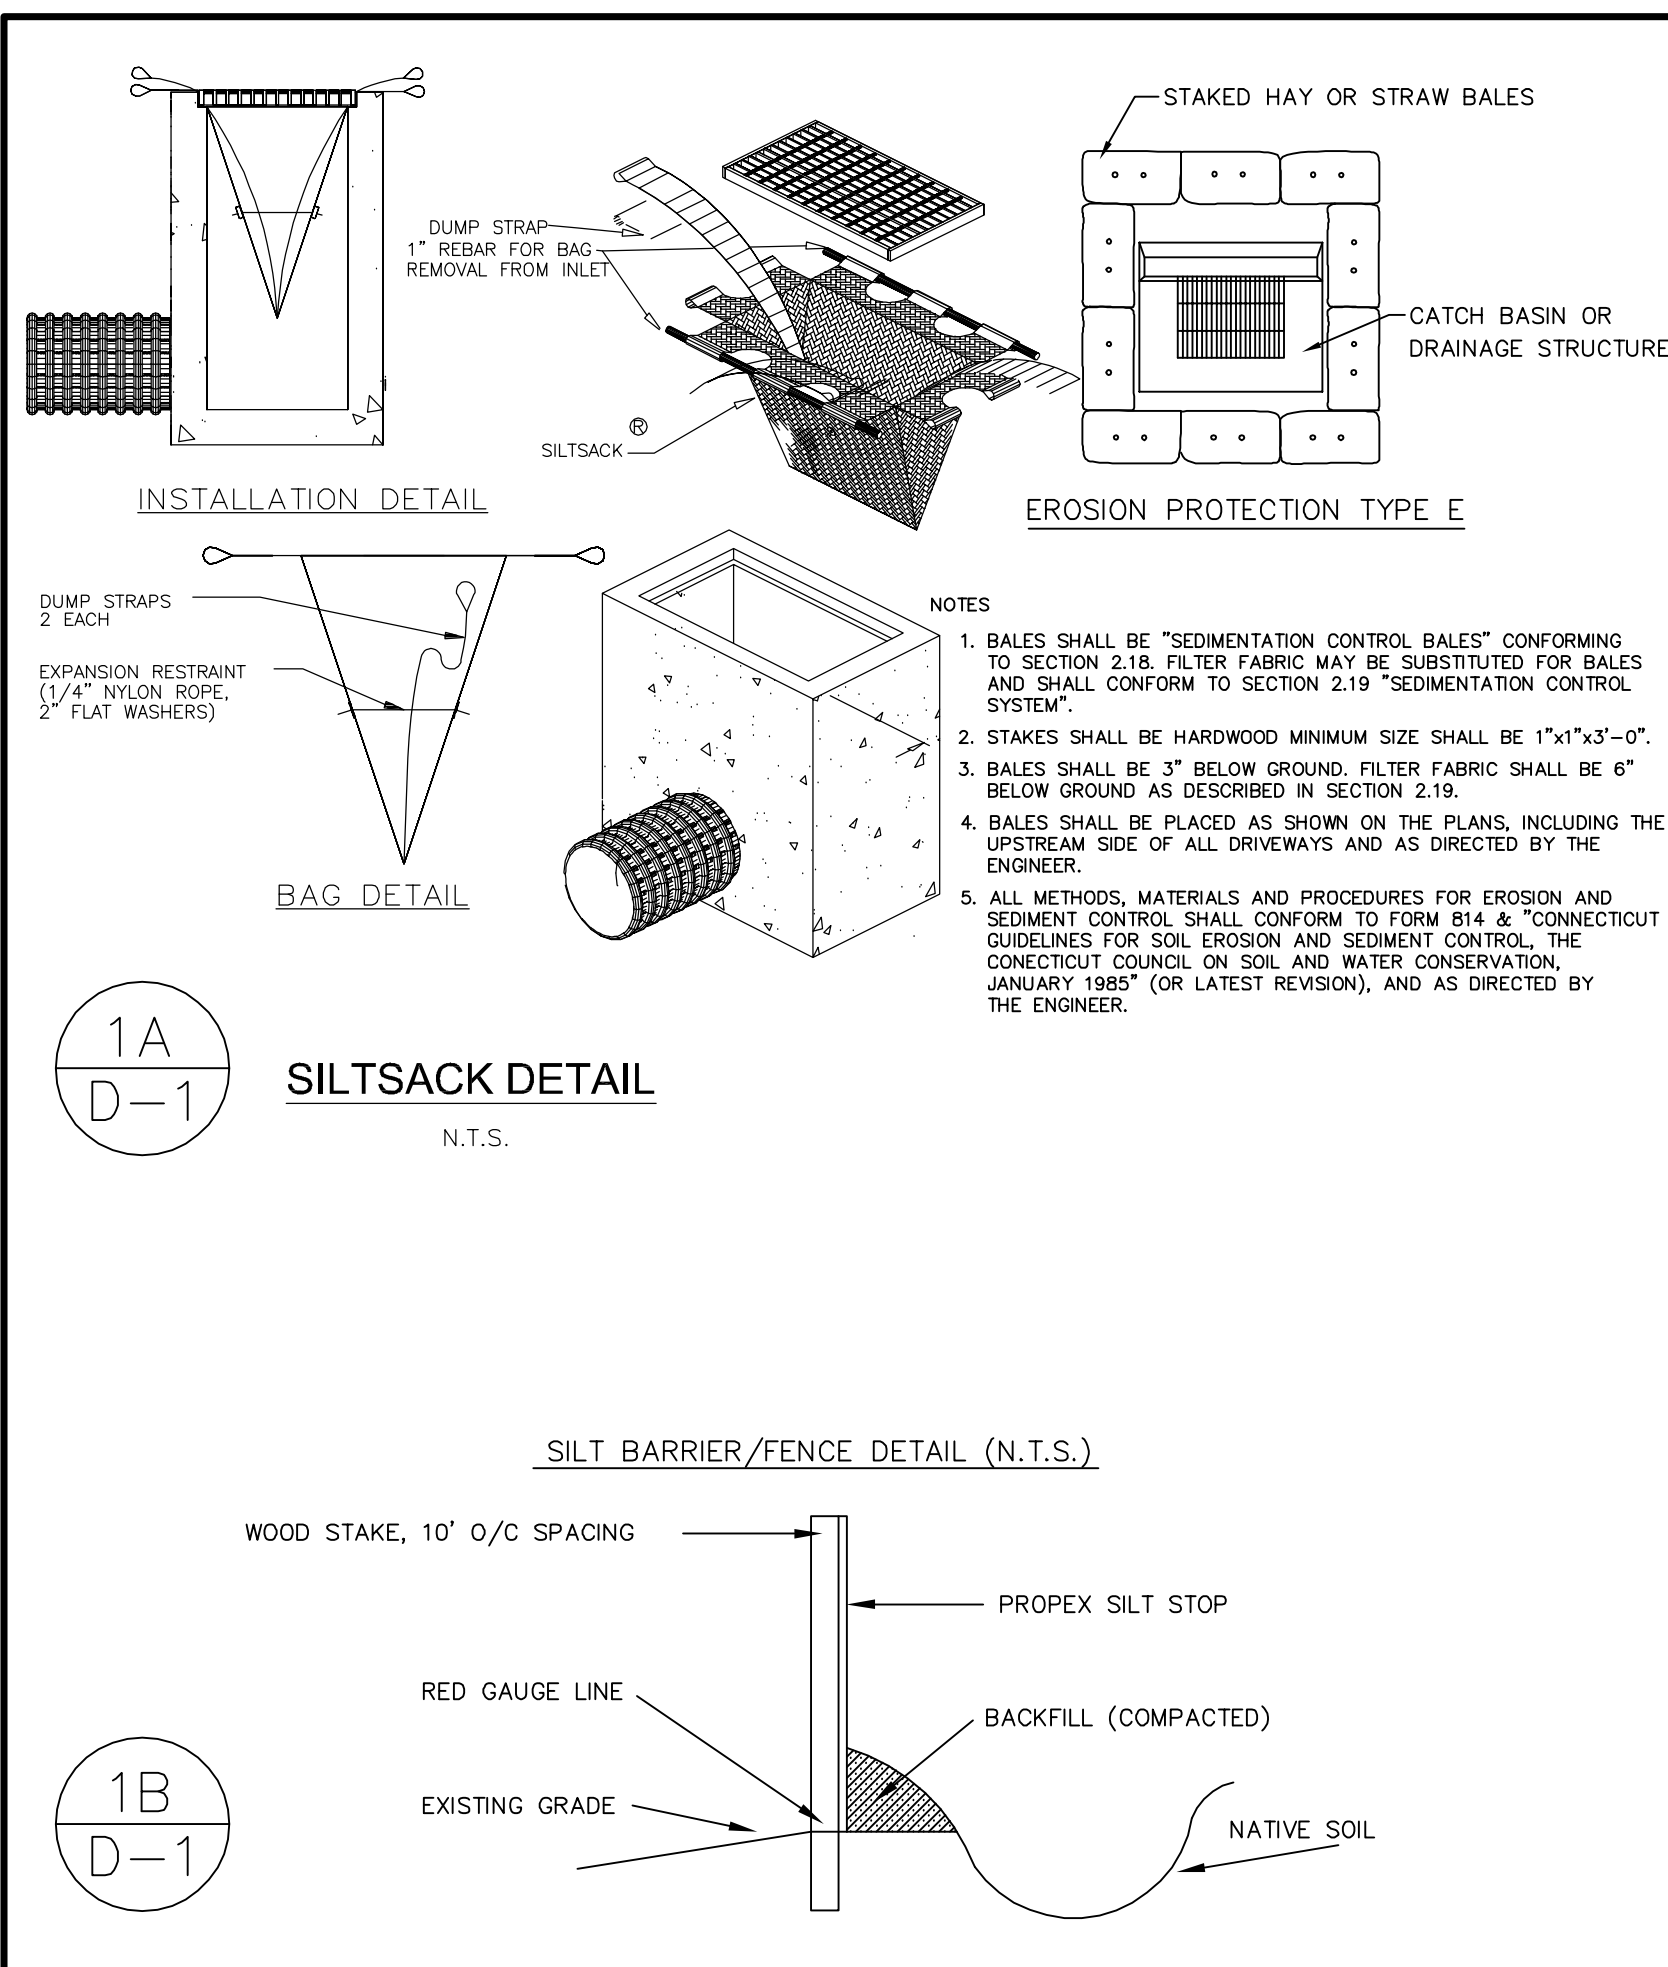 STAKED HAY OR STRAW BALES
DUMP STRAP
1" REBAR FOR BAG
REMOVAL FROM INLET
CATCH BASIN OR
DRAINAGE STRUCTURE
SILTSACK ®
INSTALLATION DETAIL
EROSION PROTECTION TYPE E
DUMP STRAPS
2 EACH
EXPANSION RESTRAINT
(1/4" NYLON ROPE,
2" FLAT WASHERS)
BAG DETAIL
NOTES
1. BALES SHALL BE "SEDIMENTATION CONTROL BALES" CONFORMING
TO SECTION 2.18. FILTER FABRIC MAY BE SUBSTITUTED FOR BALES
AND SHALL CONFORM TO SECTION 2.19 "SEDIMENTATION CONTROL
SYSTEM".
2. STAKES SHALL BE HARDWOOD MINIMUM SIZE SHALL BE 1"x1"x3'-0".
3. BALES SHALL BE 3" BELOW GROUND. FILTER FABRIC SHALL BE 6"
BELOW GROUND AS DESCRIBED IN SECTION 2.19.
4. BALES SHALL BE PLACED AS SHOWN ON THE PLANS, INCLUDING THE
UPSTREAM SIDE OF ALL DRIVEWAYS AND AS DIRECTED BY THE
ENGINEER.
5. ALL METHODS, MATERIALS AND PROCEDURES FOR EROSION AND
SEDIMENT CONTROL SHALL CONFORM TO FORM 814 & "CONNECTICUT
GUIDELINES FOR SOIL EROSION AND SEDIMENT CONTROL, THE
CONECTICUT COUNCIL ON SOIL AND WATER CONSERVATION,
JANUARY 1985" (OR LATEST REVISION), AND AS DIRECTED BY
THE ENGINEER.
1A
D-1
SILTSACK DETAIL
N.T.S.
SILT BARRIER/FENCE DETAIL (N.T.S.)
WOOD STAKE, 10' O/C SPACING
PROPEX SILT STOP
RED GAUGE LINE
BACKFILL (COMPACTED)
EXISTING GRADE
NATIVE SOIL
1B
D-1